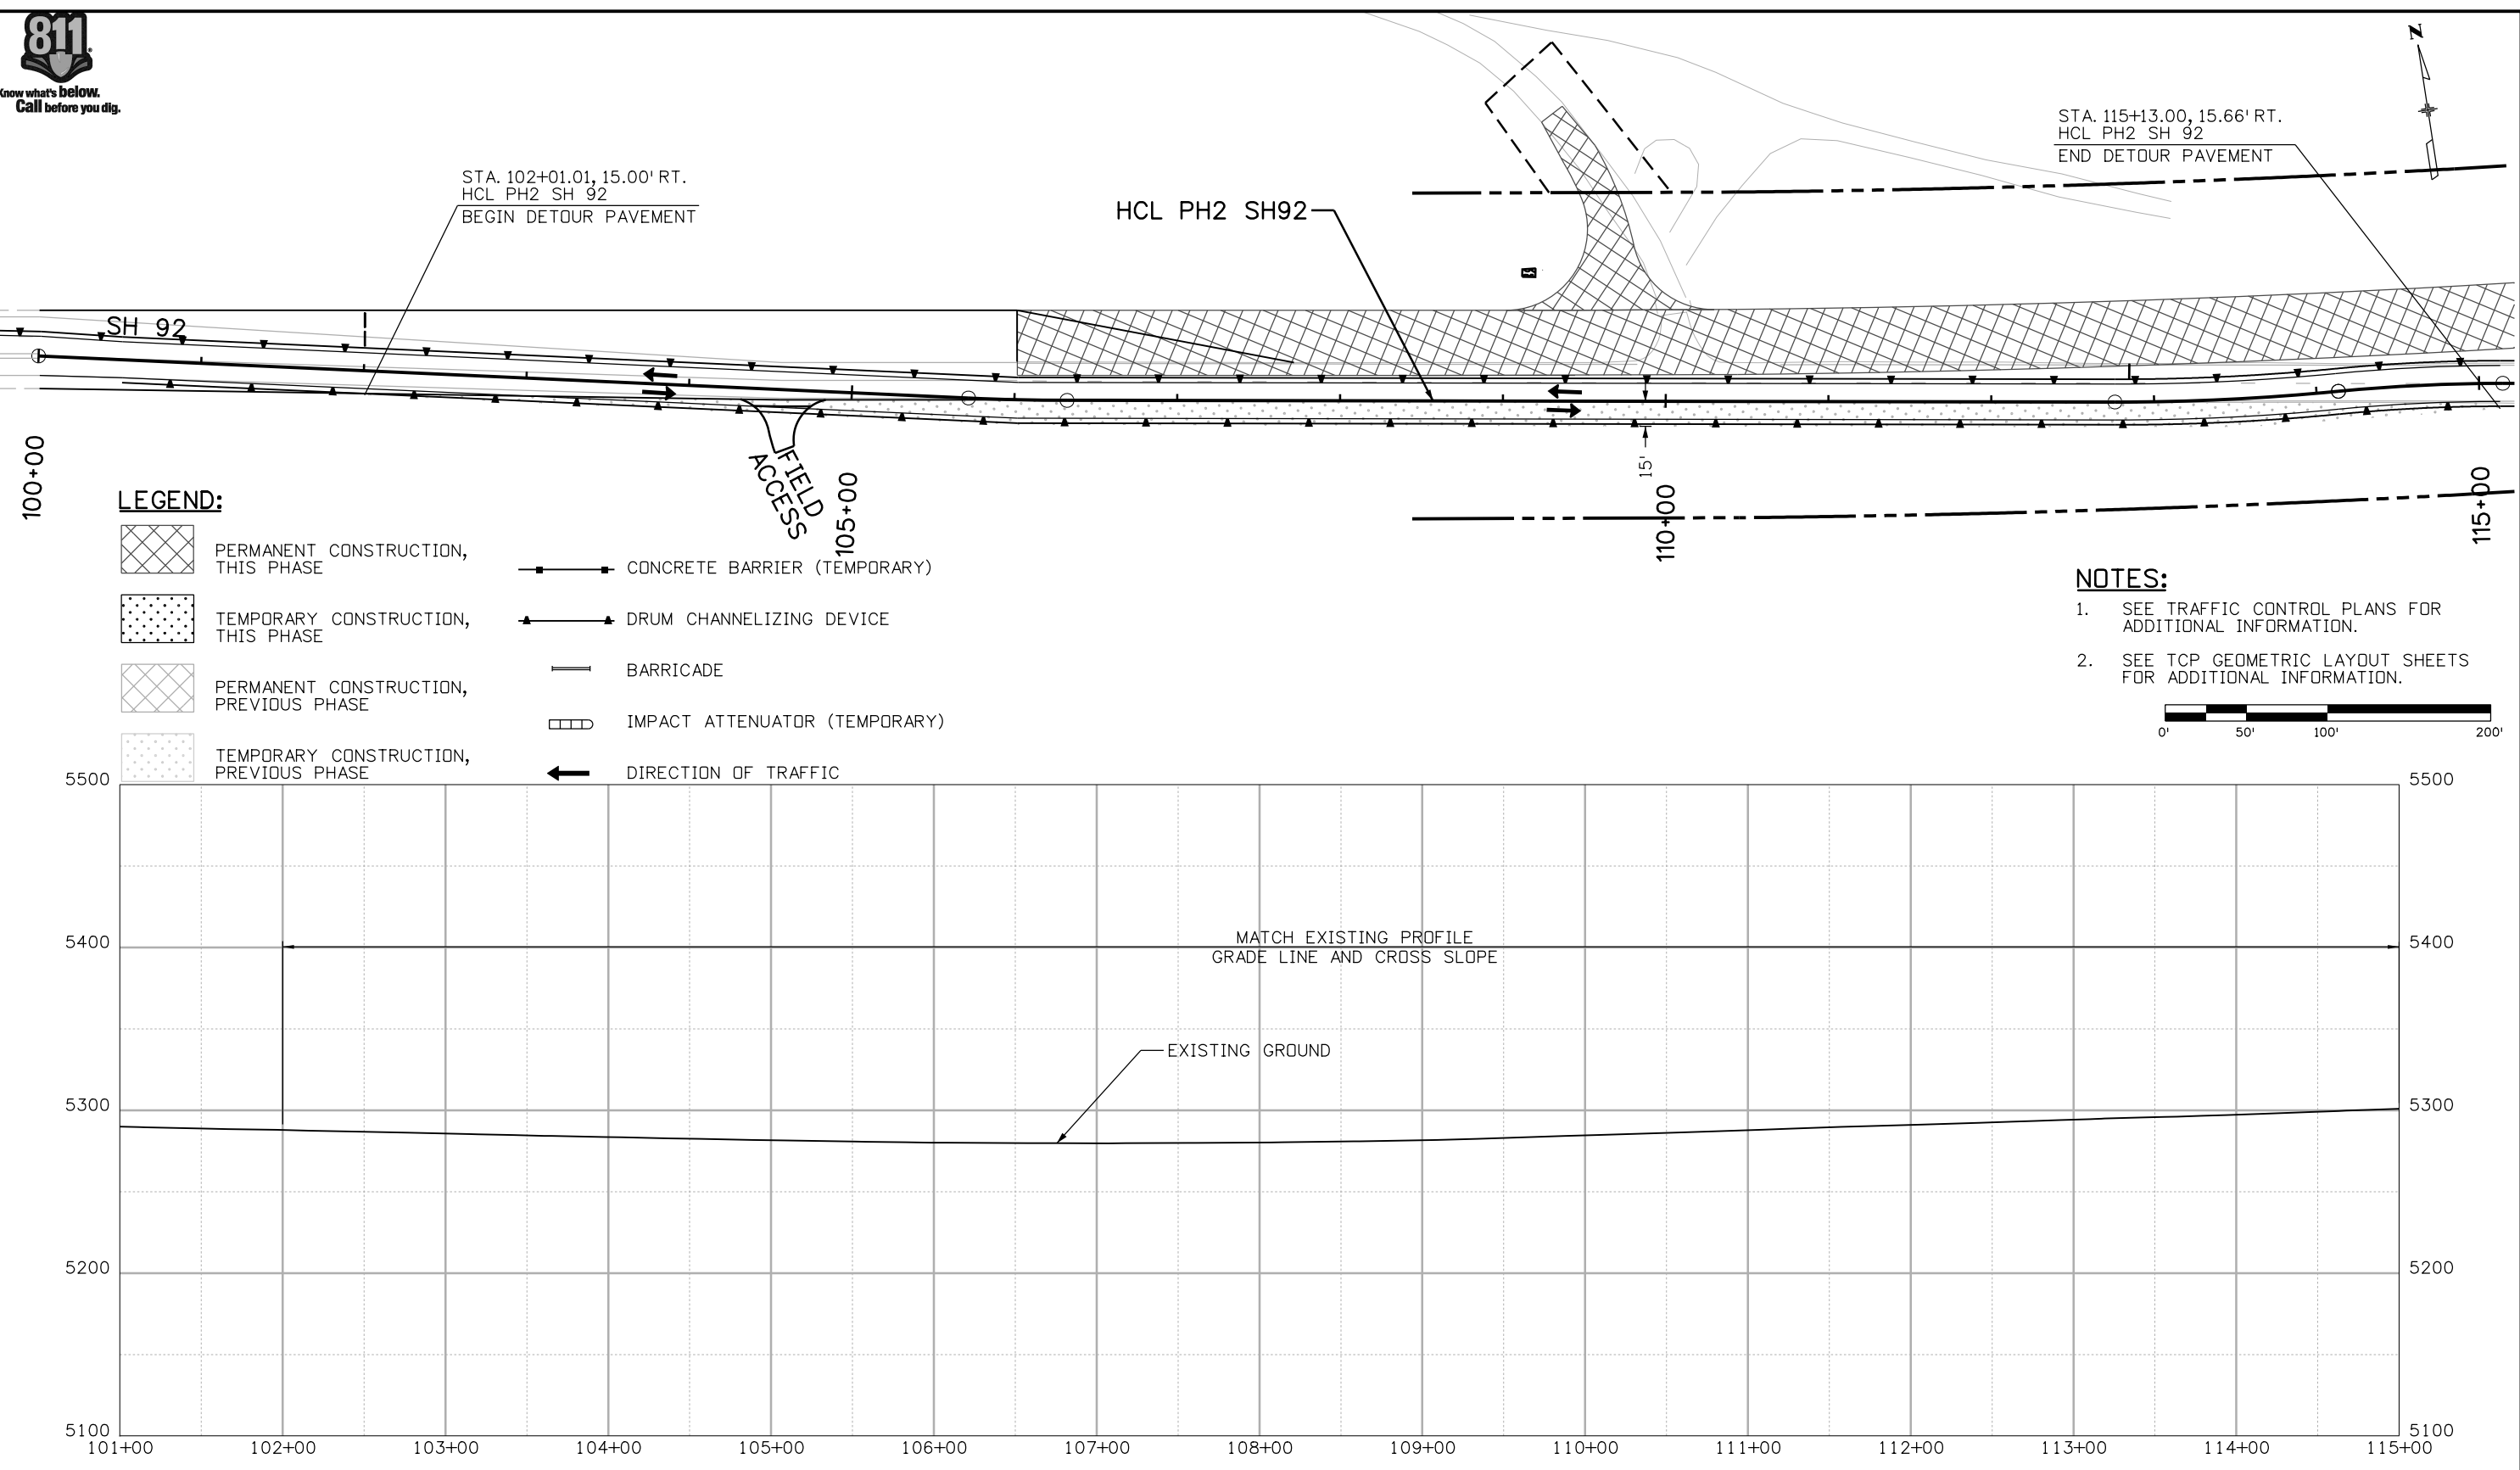 811
Know what's below.
Call before you dig.
N
STA. 102+01.01, 15.00' RT.
HCL PH2 SH 92
BEGIN DETOUR PAVEMENT
HCL PH2 SH92
STA. 115+13.00, 15.66' RT.
HCL PH2 SH 92
END DETOUR PAVEMENT
SH 92
100+00
FIELD
ACCESS
105+00
15'
110+00
115+00
LEGEND:
PERMANENT CONSTRUCTION,
THIS PHASE
TEMPORARY CONSTRUCTION,
THIS PHASE
PERMANENT CONSTRUCTION,
PREVIOUS PHASE
TEMPORARY CONSTRUCTION,
PREVIOUS PHASE
CONCRETE BARRIER (TEMPORARY)
DRUM CHANNELIZING DEVICE
BARRICADE
IMPACT ATTENUATOR (TEMPORARY)
DIRECTION OF TRAFFIC
NOTES:
1. SEE TRAFFIC CONTROL PLANS FOR
ADDITIONAL INFORMATION.
2. SEE TCP GEOMETRIC LAYOUT SHEETS
FOR ADDITIONAL INFORMATION.
0' 50' 100' 200'
5500 5500
5400 5400
MATCH EXISTING PROFILE
GRADE LINE AND CROSS SLOPE
EXISTING GROUND
5300 5300
5200 5200
5100 5100
101+00 102+00 103+00 104+00 105+00 106+00 107+00 108+00 109+00 110+00 111+00 112+00 113+00 114+00 115+00